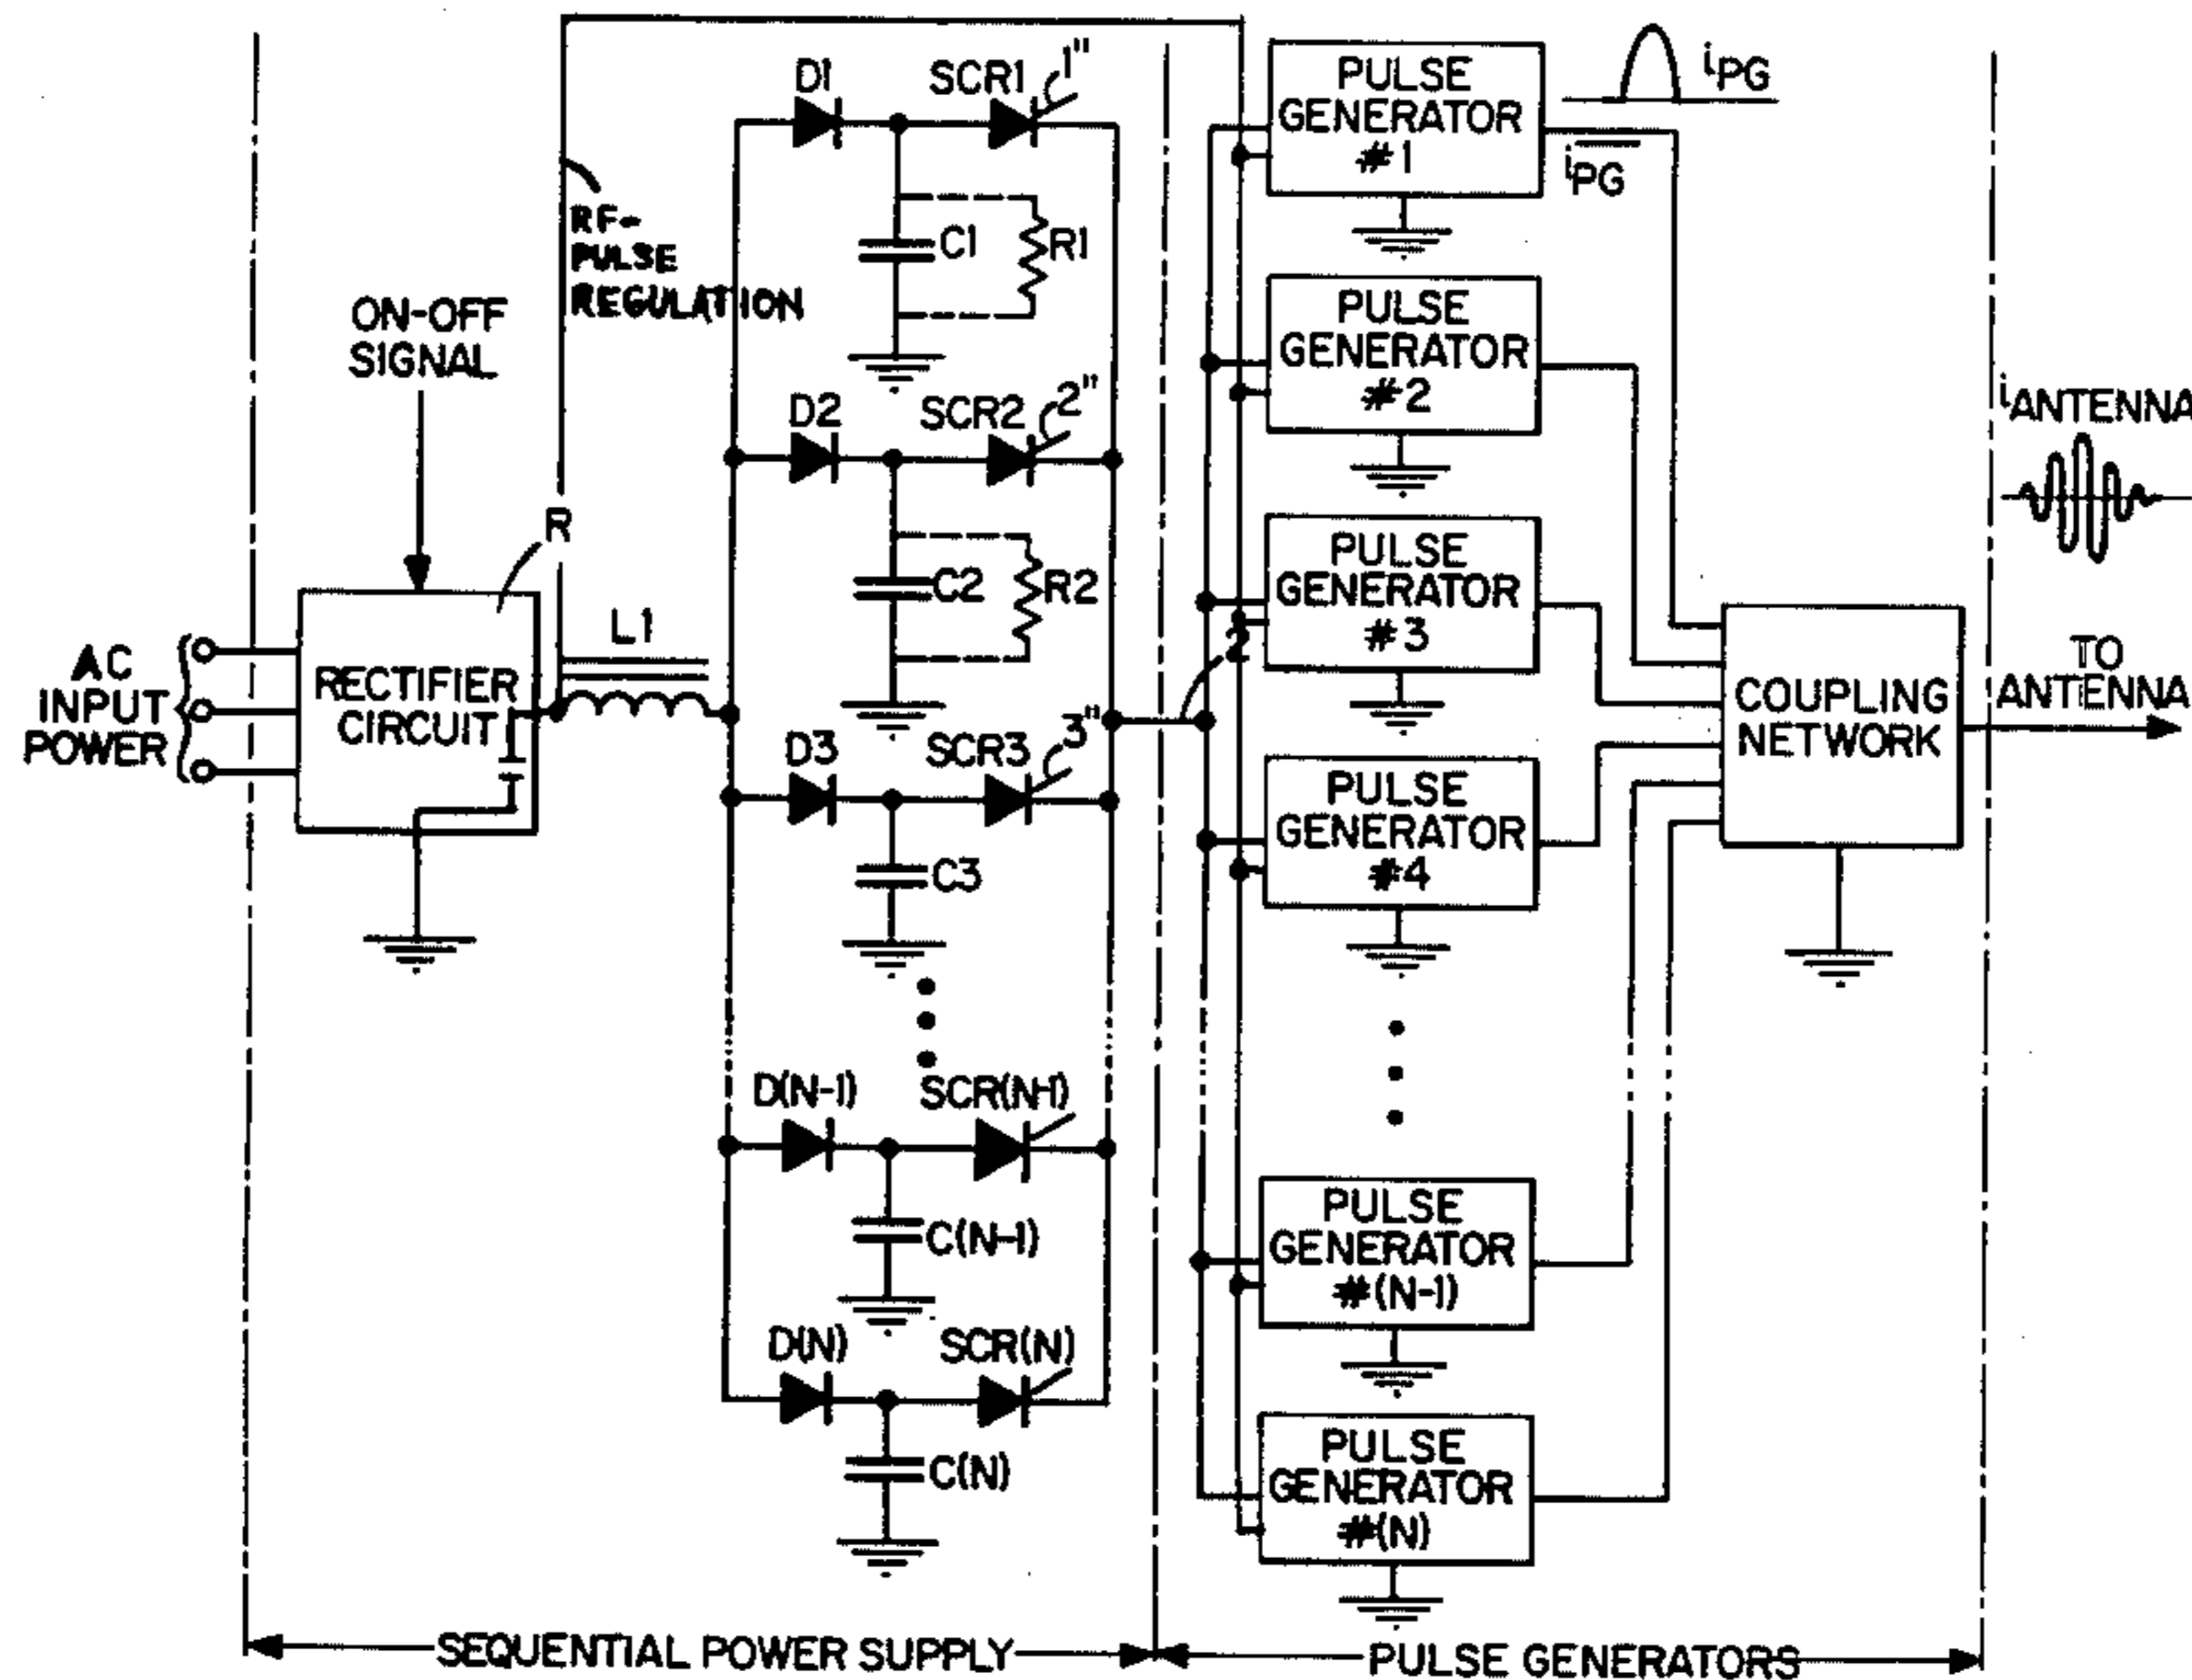 D1
SCR1
1"
PULSE
GENERATOR
#1
iPG
iPG
RF-
PULSE
REGULATION
C1
R1
ON-OFF
SIGNAL
D2
SCR2
2"
PULSE
GENERATOR
#2
iANTENNA
R
C2
R2
PULSE
GENERATOR
#3
2
L1
AC
INPUT
POWER
RECTIFIER
CIRCUIT
D3
SCR3
3"
C3
PULSE
GENERATOR
#4
COUPLING
NETWORK
TO
ANTENNA
D(N-1)
SCR(N-1)
C(N-1)
PULSE
GENERATOR
#(N-1)
D(N)
SCR(N)
C(N)
PULSE
GENERATOR
#(N)
SEQUENTIAL POWER SUPPLY
PULSE GENERATORS